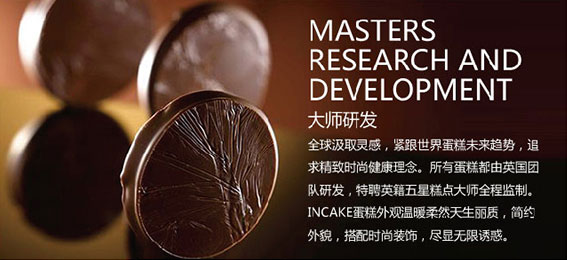 MASTERS
RESEARCH AND
DEVELOPMENT
大师研发
全球汲取灵感，紧跟世界蛋糕未来趋势，追
求精致时尚健康理念。所有蛋糕都由英国团
队研发，特聘英籍五星糕点大师全程监制。
INCAKE蛋糕外观温暖柔然天生丽质，简约
外貌，搭配时尚装饰，尽显无限诱惑。